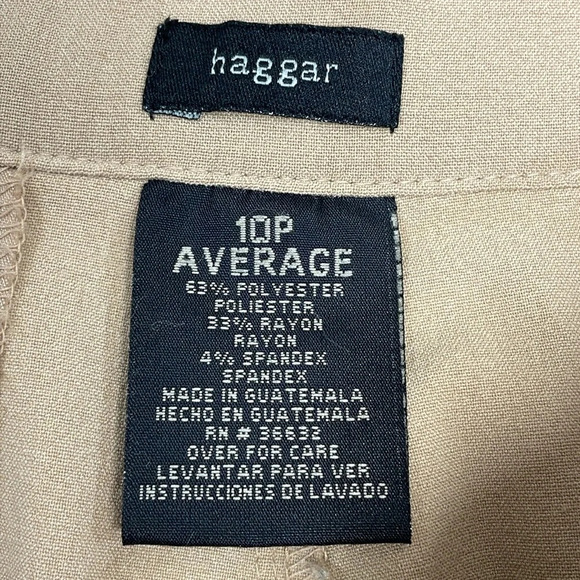 haggar
10P
AVERAGE
63% POLYESTER
POLIESTER
33% RAYON
RAYON
4% SPANDEX
SPANDEX
MADE IN GUATEMALA
HECHO EN GUATEMALA
RN # 36632
OVER FOR CARE
LEVANTAR PARA VER
INSTRUCCIONES DE LAVADO